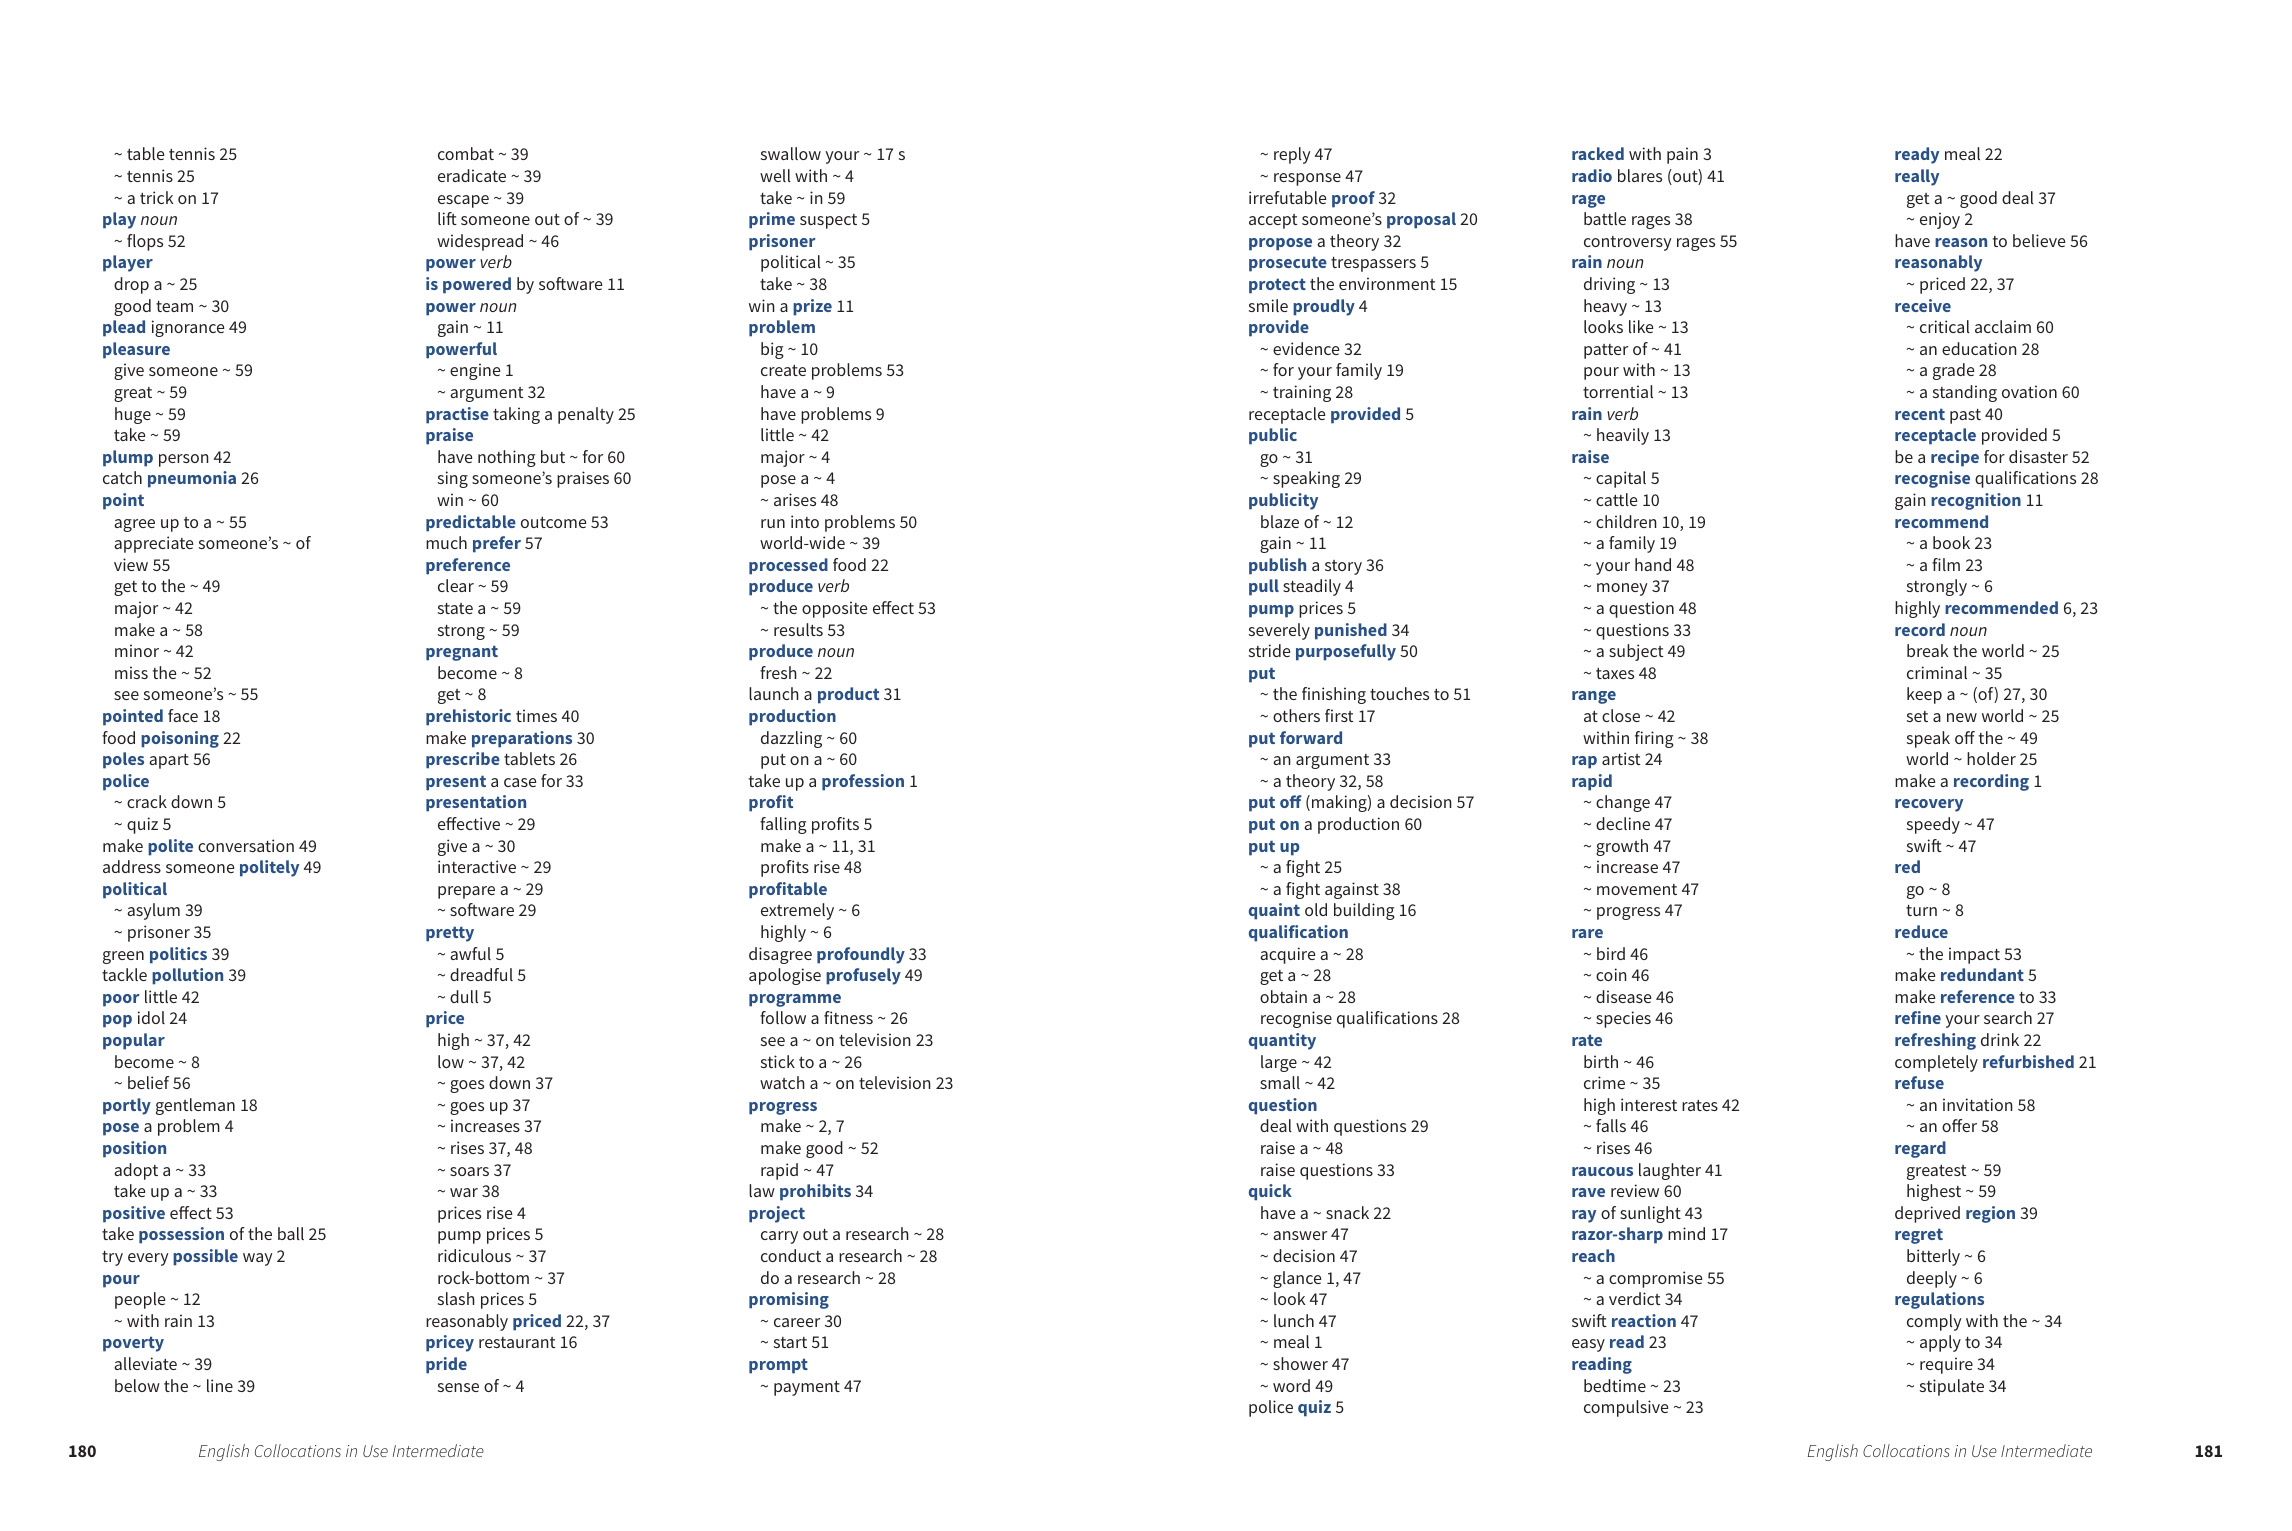 ~ table tennis 25
~ tennis 25
~ a trick on 17
play noun
~ flops 52
player
drop a ~ 25
good team ~ 30
plead ignorance 49
pleasure
give someone ~ 59
great ~ 59
huge ~ 59
take ~ 59
plump person 42
catch pneumonia 26
point
agree up to a ~ 55
appreciate someone’s ~ of
view 55
get to the ~ 49
major ~ 42
make a ~ 58
minor ~ 42
miss the ~ 52
see someone’s ~ 55
pointed face 18
food poisoning 22
poles apart 56
police
~ crack down 5
~ quiz 5
make polite conversation 49
address someone politely 49
political
~ asylum 39
~ prisoner 35
green politics 39
tackle pollution 39
poor little 42
pop idol 24
popular
become ~ 8
~ belief 56
portly gentleman 18
pose a problem 4
position
adopt a ~ 33
take up a ~ 33
positive effect 53
take possession of the ball 25
try every possible way 2
pour
people ~ 12
~ with rain 13
poverty
alleviate ~ 39
below the ~ line 39
combat ~ 39
eradicate ~ 39
escape ~ 39
lift someone out of ~ 39
widespread ~ 46
power verb
is powered by software 11
power noun
gain ~ 11
powerful
~ engine 1
~ argument 32
practise taking a penalty 25
praise
have nothing but ~ for 60
sing someone’s praises 60
win ~ 60
predictable outcome 53
much prefer 57
preference
clear ~ 59
state a ~ 59
strong ~ 59
pregnant
become ~ 8
get ~ 8
prehistoric times 40
make preparations 30
prescribe tablets 26
present a case for 33
presentation
effective ~ 29
give a ~ 30
interactive ~ 29
prepare a ~ 29
~ software 29
pretty
~ awful 5
~ dreadful 5
~ dull 5
price
high ~ 37, 42
low ~ 37, 42
~ goes down 37
~ goes up 37
~ increases 37
~ rises 37, 48
~ soars 37
~ war 38
prices rise 4
pump prices 5
ridiculous ~ 37
rock-bottom ~ 37
slash prices 5
reasonably priced 22, 37
pricey restaurant 16
pride
sense of ~ 4
swallow your ~ 17 s
well with ~ 4
take ~ in 59
prime suspect 5
prisoner
political ~ 35
take ~ 38
win a prize 11
problem
big ~ 10
create problems 53
have a ~ 9
have problems 9
little ~ 42
major ~ 4
pose a ~ 4
~ arises 48
run into problems 50
world-wide ~ 39
processed food 22
produce verb
~ the opposite effect 53
~ results 53
produce noun
fresh ~ 22
launch a product 31
production
dazzling ~ 60
put on a ~ 60
take up a profession 1
profit
falling profits 5
make a ~ 11, 31
profits rise 48
profitable
extremely ~ 6
highly ~ 6
disagree profoundly 33
apologise profusely 49
programme
follow a fitness ~ 26
see a ~ on television 23
stick to a ~ 26
watch a ~ on television 23
progress
make ~ 2, 7
make good ~ 52
rapid ~ 47
law prohibits 34
project
carry out a research ~ 28
conduct a research ~ 28
do a research ~ 28
promising
~ career 30
~ start 51
prompt
~ payment 47
180
English Collocations in Use Intermediate
~ reply 47
~ response 47
irrefutable proof 32
accept someone’s proposal 20
propose a theory 32
prosecute trespassers 5
protect the environment 15
smile proudly 4
provide
~ evidence 32
~ for your family 19
~ training 28
receptacle provided 5
public
go ~ 31
~ speaking 29
publicity
blaze of ~ 12
gain ~ 11
publish a story 36
pull steadily 4
pump prices 5
severely punished 34
stride purposefully 50
put
~ the finishing touches to 51
~ others first 17
put forward
~ an argument 33
~ a theory 32, 58
put off (making) a decision 57
put on a production 60
put up
~ a fight 25
~ a fight against 38
quaint old building 16
qualification
acquire a ~ 28
get a ~ 28
obtain a ~ 28
recognise qualifications 28
quantity
large ~ 42
small ~ 42
question
deal with questions 29
raise a ~ 48
raise questions 33
quick
have a ~ snack 22
~ answer 47
~ decision 47
~ glance 1, 47
~ look 47
~ lunch 47
~ meal 1
~ shower 47
~ word 49
police quiz 5
racked with pain 3
radio blares (out) 41
rage
battle rages 38
controversy rages 55
rain noun
driving ~ 13
heavy ~ 13
looks like ~ 13
patter of ~ 41
pour with ~ 13
torrential ~ 13
rain verb
~ heavily 13
raise
~ capital 5
~ cattle 10
~ children 10, 19
~ a family 19
~ your hand 48
~ money 37
~ a question 48
~ questions 33
~ a subject 49
~ taxes 48
range
at close ~ 42
within firing ~ 38
rap artist 24
rapid
~ change 47
~ decline 47
~ growth 47
~ increase 47
~ movement 47
~ progress 47
rare
~ bird 46
~ coin 46
~ disease 46
~ species 46
rate
birth ~ 46
crime ~ 35
high interest rates 42
~ falls 46
~ rises 46
raucous laughter 41
rave review 60
ray of sunlight 43
razor-sharp mind 17
reach
~ a compromise 55
~ a verdict 34
swift reaction 47
easy read 23
reading
bedtime ~ 23
compulsive ~ 23
ready meal 22
really
get a ~ good deal 37
~ enjoy 2
have reason to believe 56
reasonably
~ priced 22, 37
receive
~ critical acclaim 60
~ an education 28
~ a grade 28
~ a standing ovation 60
recent past 40
receptacle provided 5
be a recipe for disaster 52
recognise qualifications 28
gain recognition 11
recommend
~ a book 23
~ a film 23
strongly ~ 6
highly recommended 6, 23
record noun
break the world ~ 25
criminal ~ 35
keep a ~ (of) 27, 30
set a new world ~ 25
speak off the ~ 49
world ~ holder 25
make a recording 1
recovery
speedy ~ 47
swift ~ 47
red
go ~ 8
turn ~ 8
reduce
~ the impact 53
make redundant 5
make reference to 33
refine your search 27
refreshing drink 22
completely refurbished 21
refuse
~ an invitation 58
~ an offer 58
regard
greatest ~ 59
highest ~ 59
deprived region 39
regret
bitterly ~ 6
deeply ~ 6
regulations
comply with the ~ 34
~ apply to 34
~ require 34
~ stipulate 34
English Collocations in Use Intermediate
181